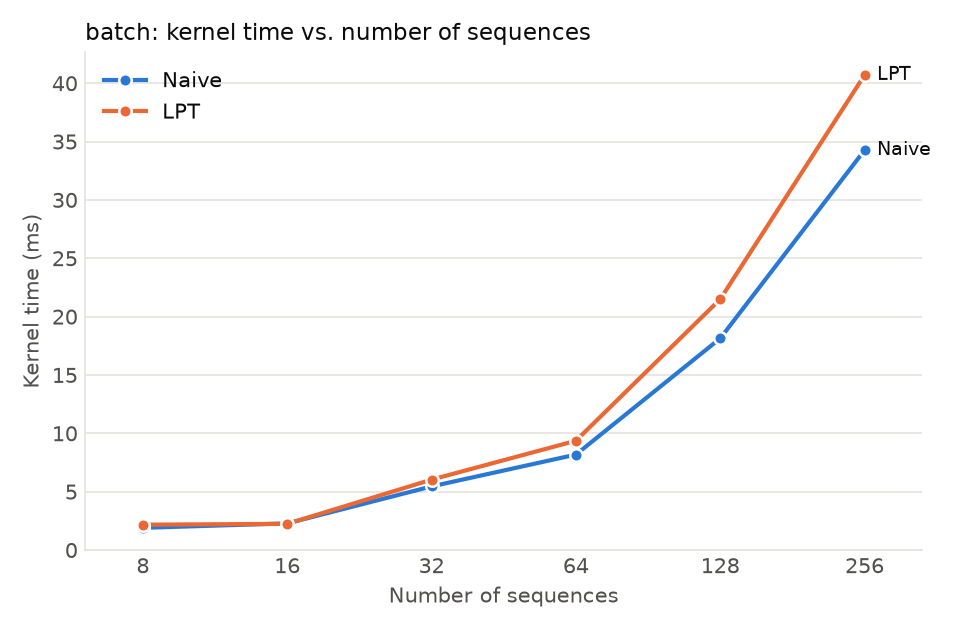 batch: kernel time vs. number of sequences
Naive
LPT
LPT
Naive
Kernel time (ms)
40
35
30
25
20
15
10
5
0
8 16 32 64 128 256
Number of sequences